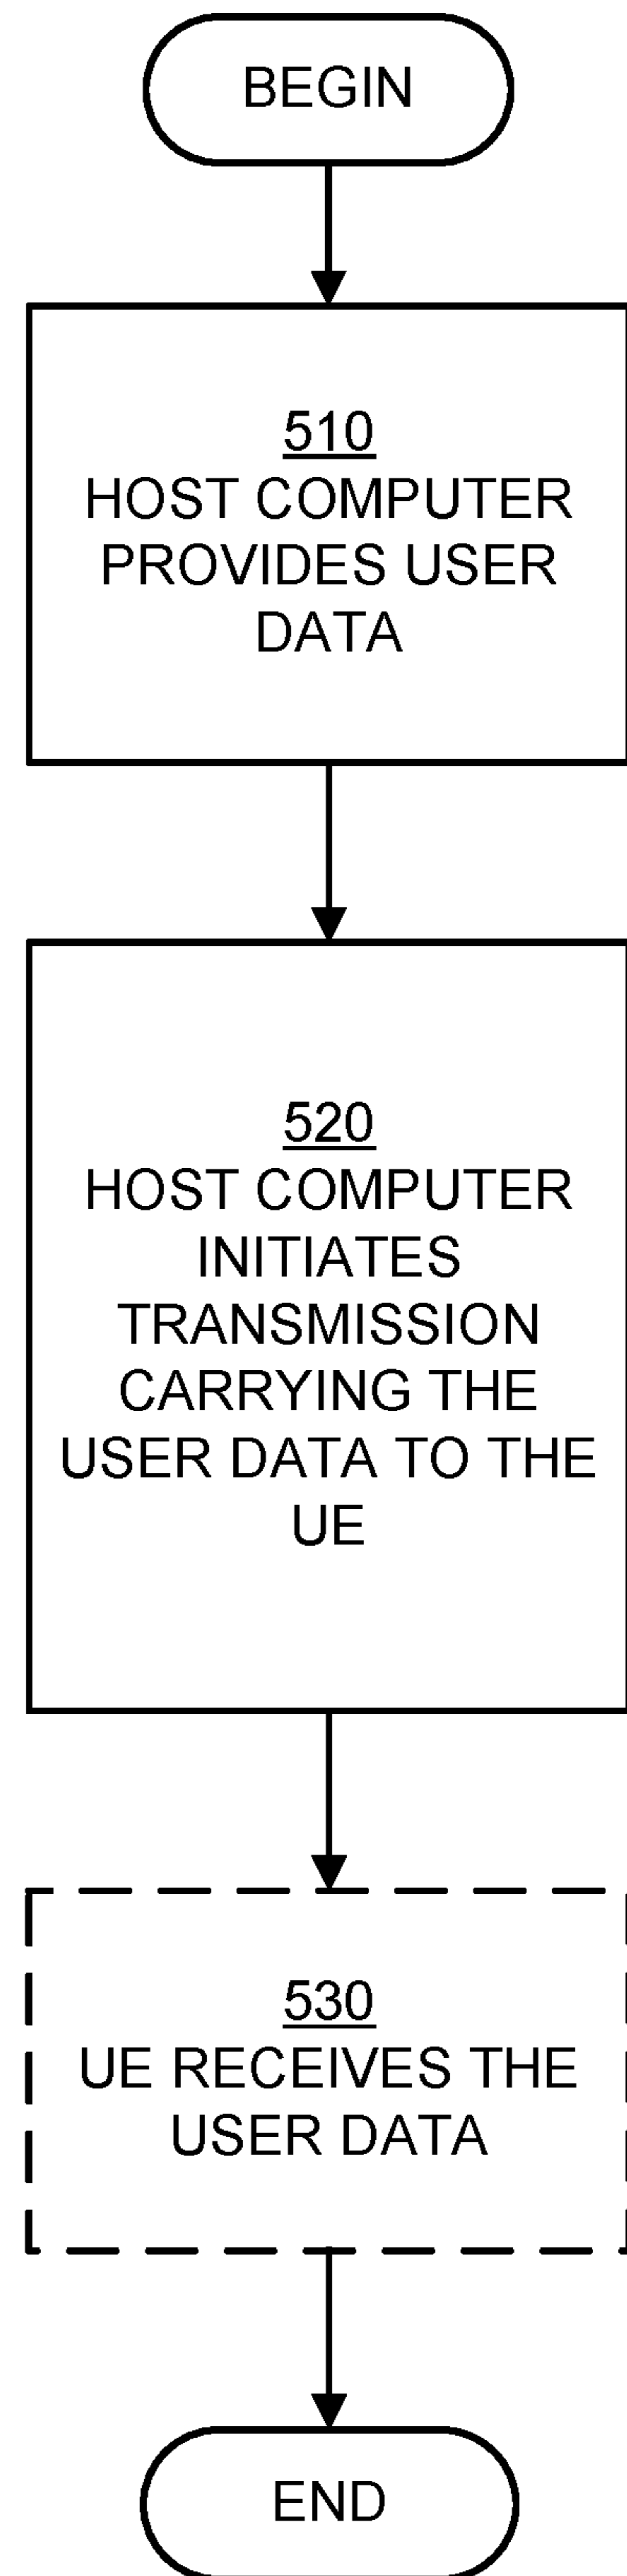 BEGIN
510
HOST COMPUTER
PROVIDES USER
DATA
520
HOST COMPUTER
INITIATES
TRANSMISSION
CARRYING THE
USER DATA TO THE
UE
530
UE RECEIVES THE
USER DATA
END